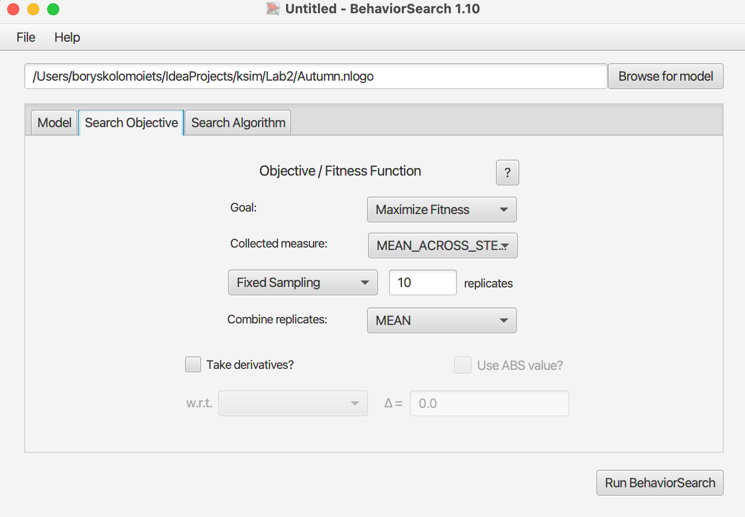 Untitled - BehaviorSearch 1.10
File Help
/Users/boryskolomoiets/IdeaProjects/ksim/Lab2/Autumn.nlogo Browse for model
Model Search Objective Search Algorithm
Objective / Fitness Function ?
Goal: Maximize Fitness
Collected measure: MEAN_ACROSS_STE...
Fixed Sampling 10 replicates
Combine replicates: MEAN
Take derivatives? Use ABS value?
w.r.t. Δ = 0.0
Run BehaviorSearch